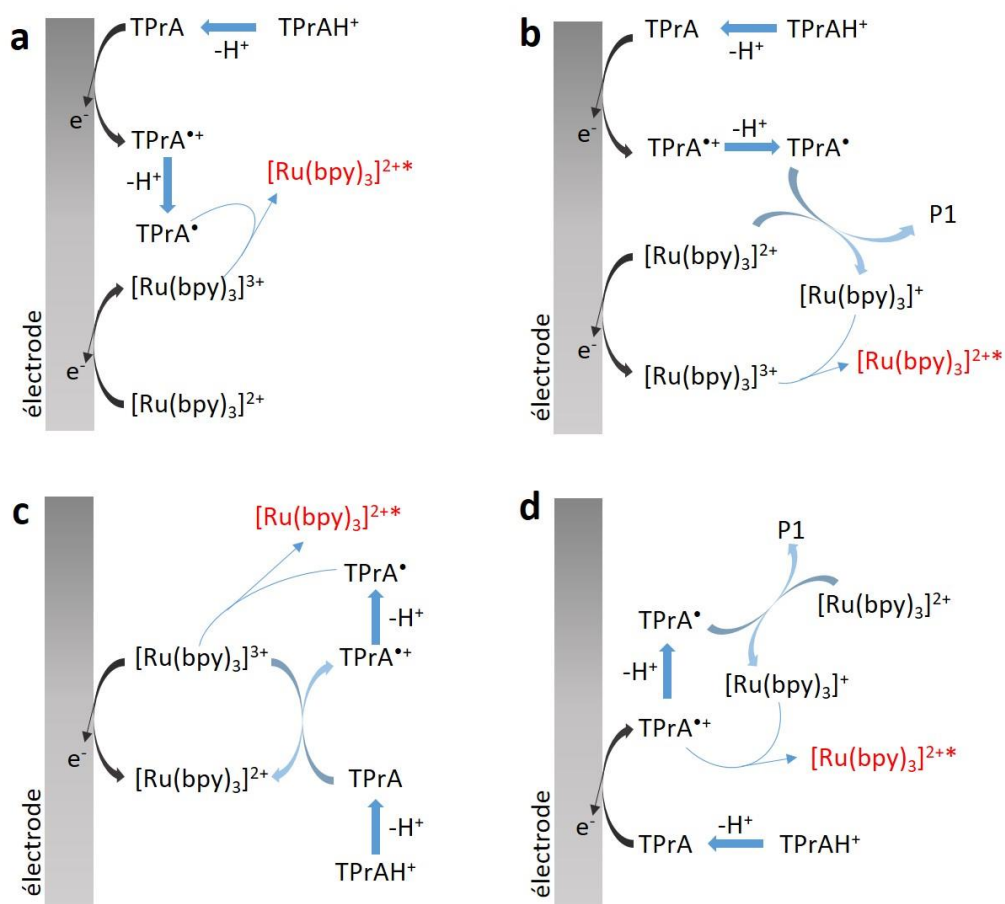 a
TPrA TPrAH⁺
-H⁺
e⁻
TPrA•⁺
-H⁺
[Ru(bpy)₃]²⁺*
TPrA•
[Ru(bpy)₃]³⁺
e⁻
[Ru(bpy)₃]²⁺
électrode
b
TPrA TPrAH⁺
-H⁺
e⁻
-H⁺
TPrA•⁺ TPrA•
P1
[Ru(bpy)₃]²⁺
[Ru(bpy)₃]⁺
e⁻
[Ru(bpy)₃]³⁺ [Ru(bpy)₃]²⁺*
électrode
c
[Ru(bpy)₃]²⁺*
TPrA•
-H⁺
[Ru(bpy)₃]³⁺ TPrA•⁺
e⁻
[Ru(bpy)₃]²⁺ TPrA
-H⁺
TPrAH⁺
électrode
d
P1
[Ru(bpy)₃]²⁺
TPrA•
-H⁺
[Ru(bpy)₃]⁺
TPrA•⁺
[Ru(bpy)₃]²⁺*
e⁻
-H⁺
TPrA TPrAH⁺
électrode